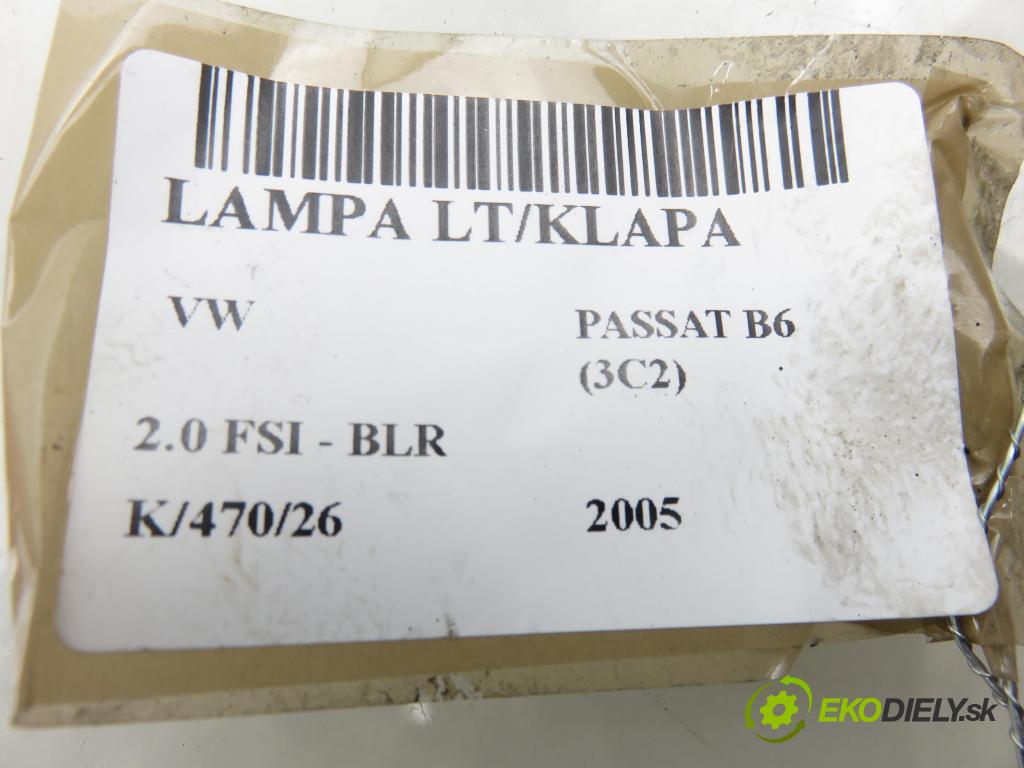 LAMPA LT/KLAPA
VW
PASSAT B6
(3C2)
2.0 FSI - BLR
K/470/26
2005
EKODIELY.sk